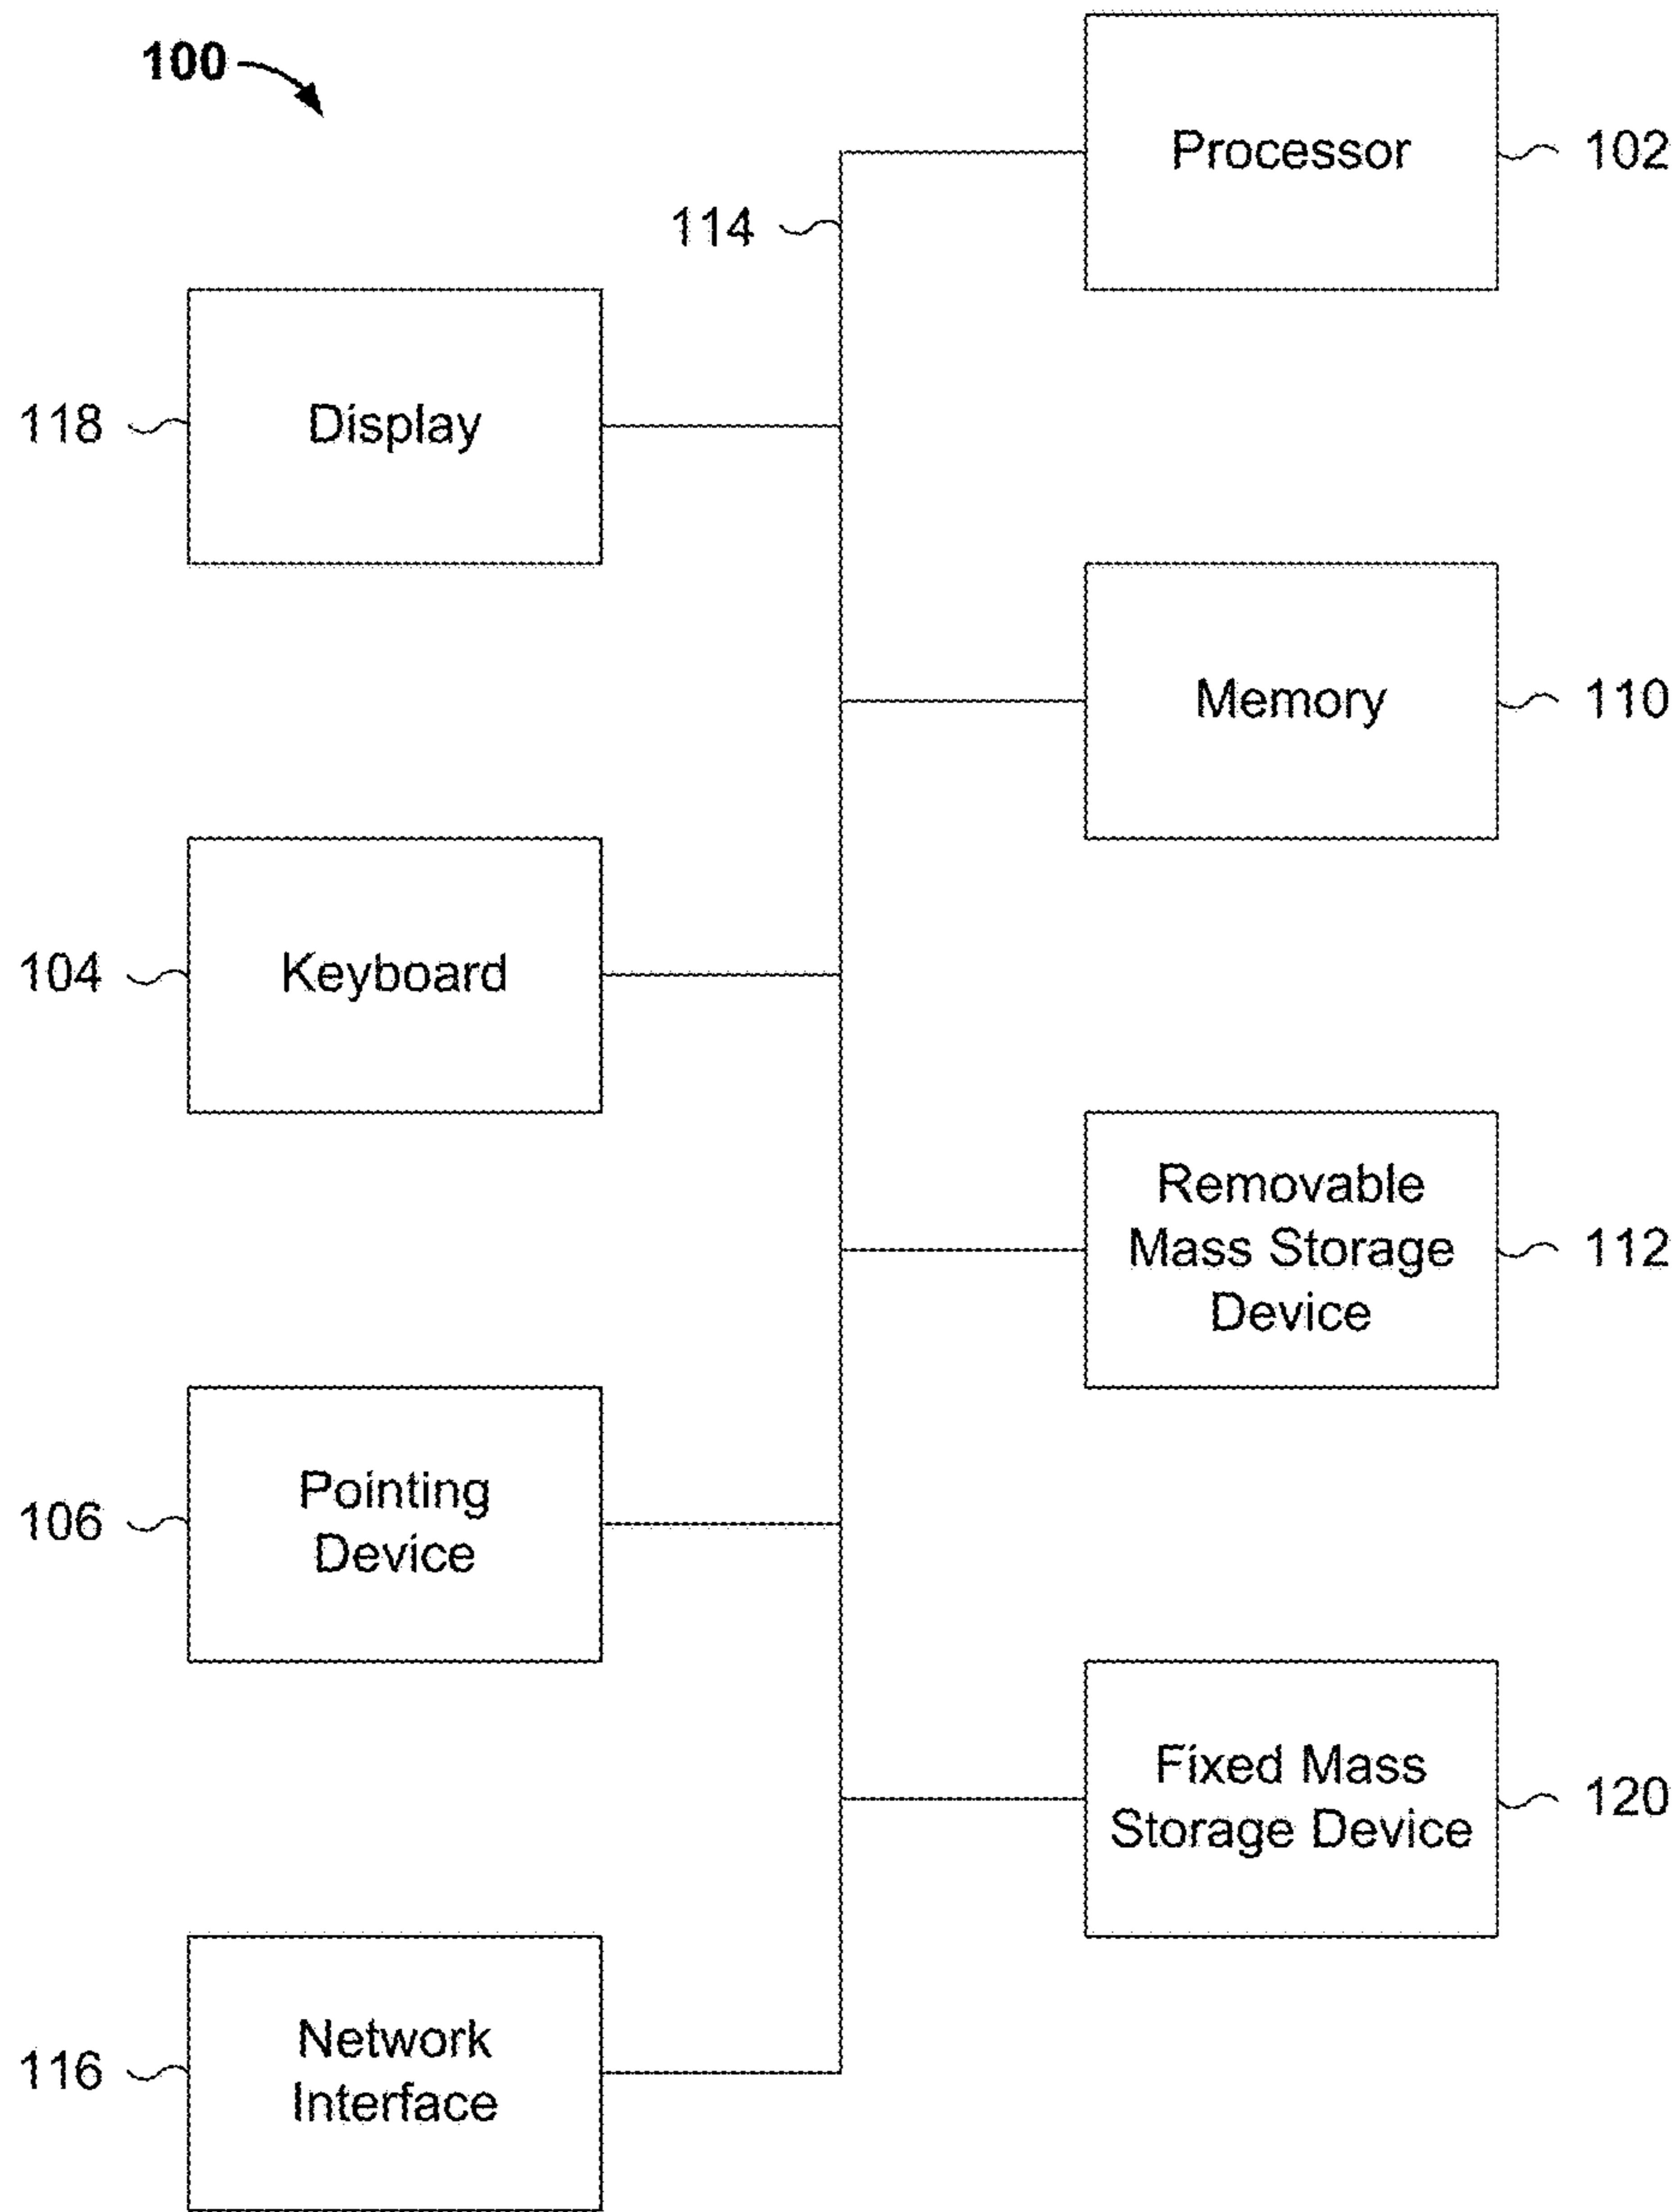 100
Processor
102
114
Display
118
Memory
110
Keyboard
104
Removable
Mass Storage
Device
112
Pointing
Device
106
Fixed Mass
Storage Device
120
Network
Interface
116